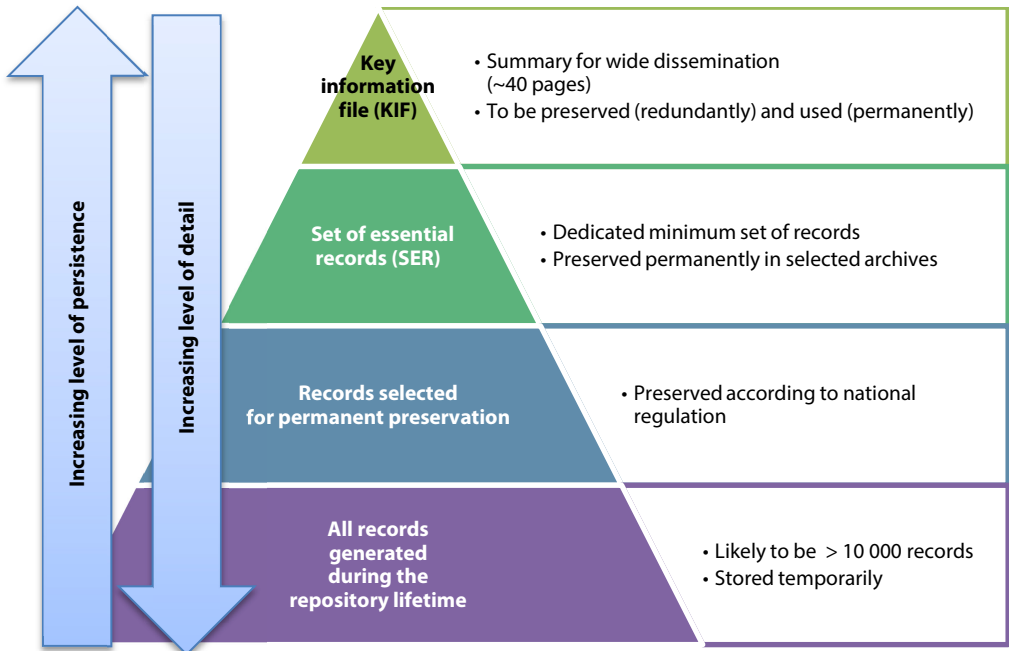 Increasing level of persistence
Increasing level of detail
Key
information
file (KIF)
• Summary for wide dissemination
(~40 pages)
• To be preserved (redundantly) and used (permanently)
Set of essential
records (SER)
• Dedicated minimum set of records
• Preserved permanently in selected archives
Records selected
for permanent preservation
• Preserved according to national
regulation
All records
generated
during the
repository lifetime
• Likely to be > 10 000 records
• Stored temporarily